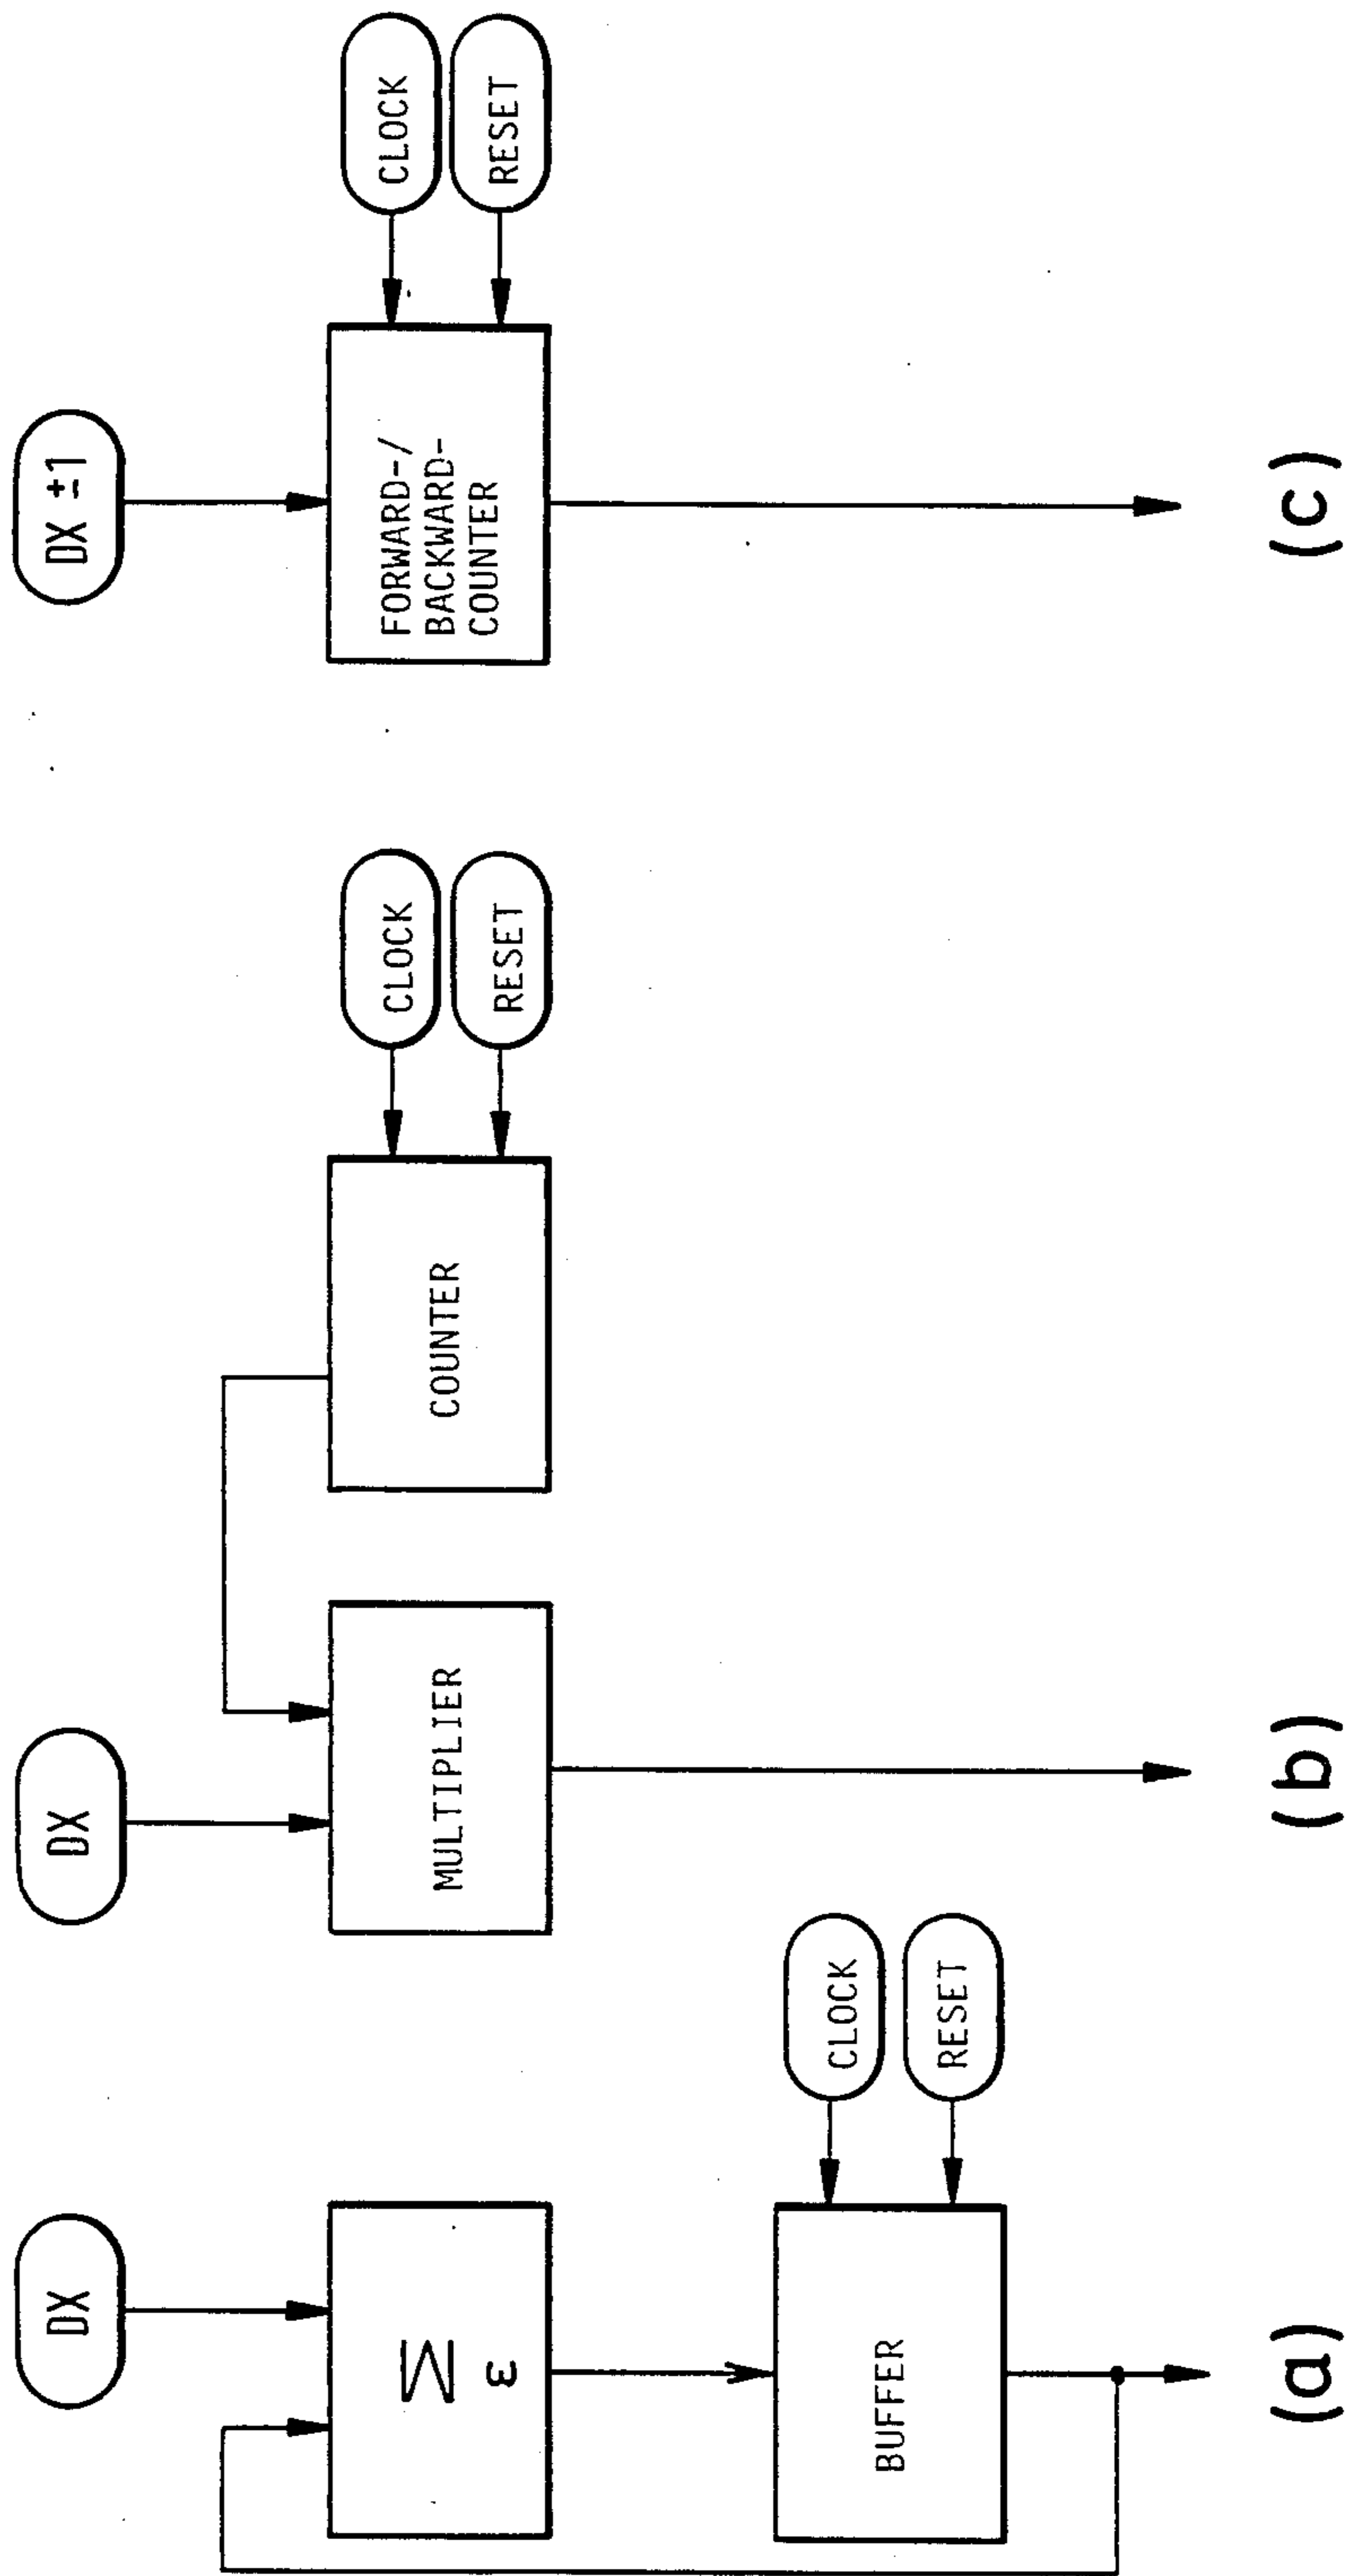 DX
Σ ε
BUFFER
CLOCK
RESET
(a)
DX
MULTIPLIER
COUNTER
CLOCK
RESET
(b)
DX ±1
FORWARD-/
BACKWARD-
COUNTER
CLOCK
RESET
(c)